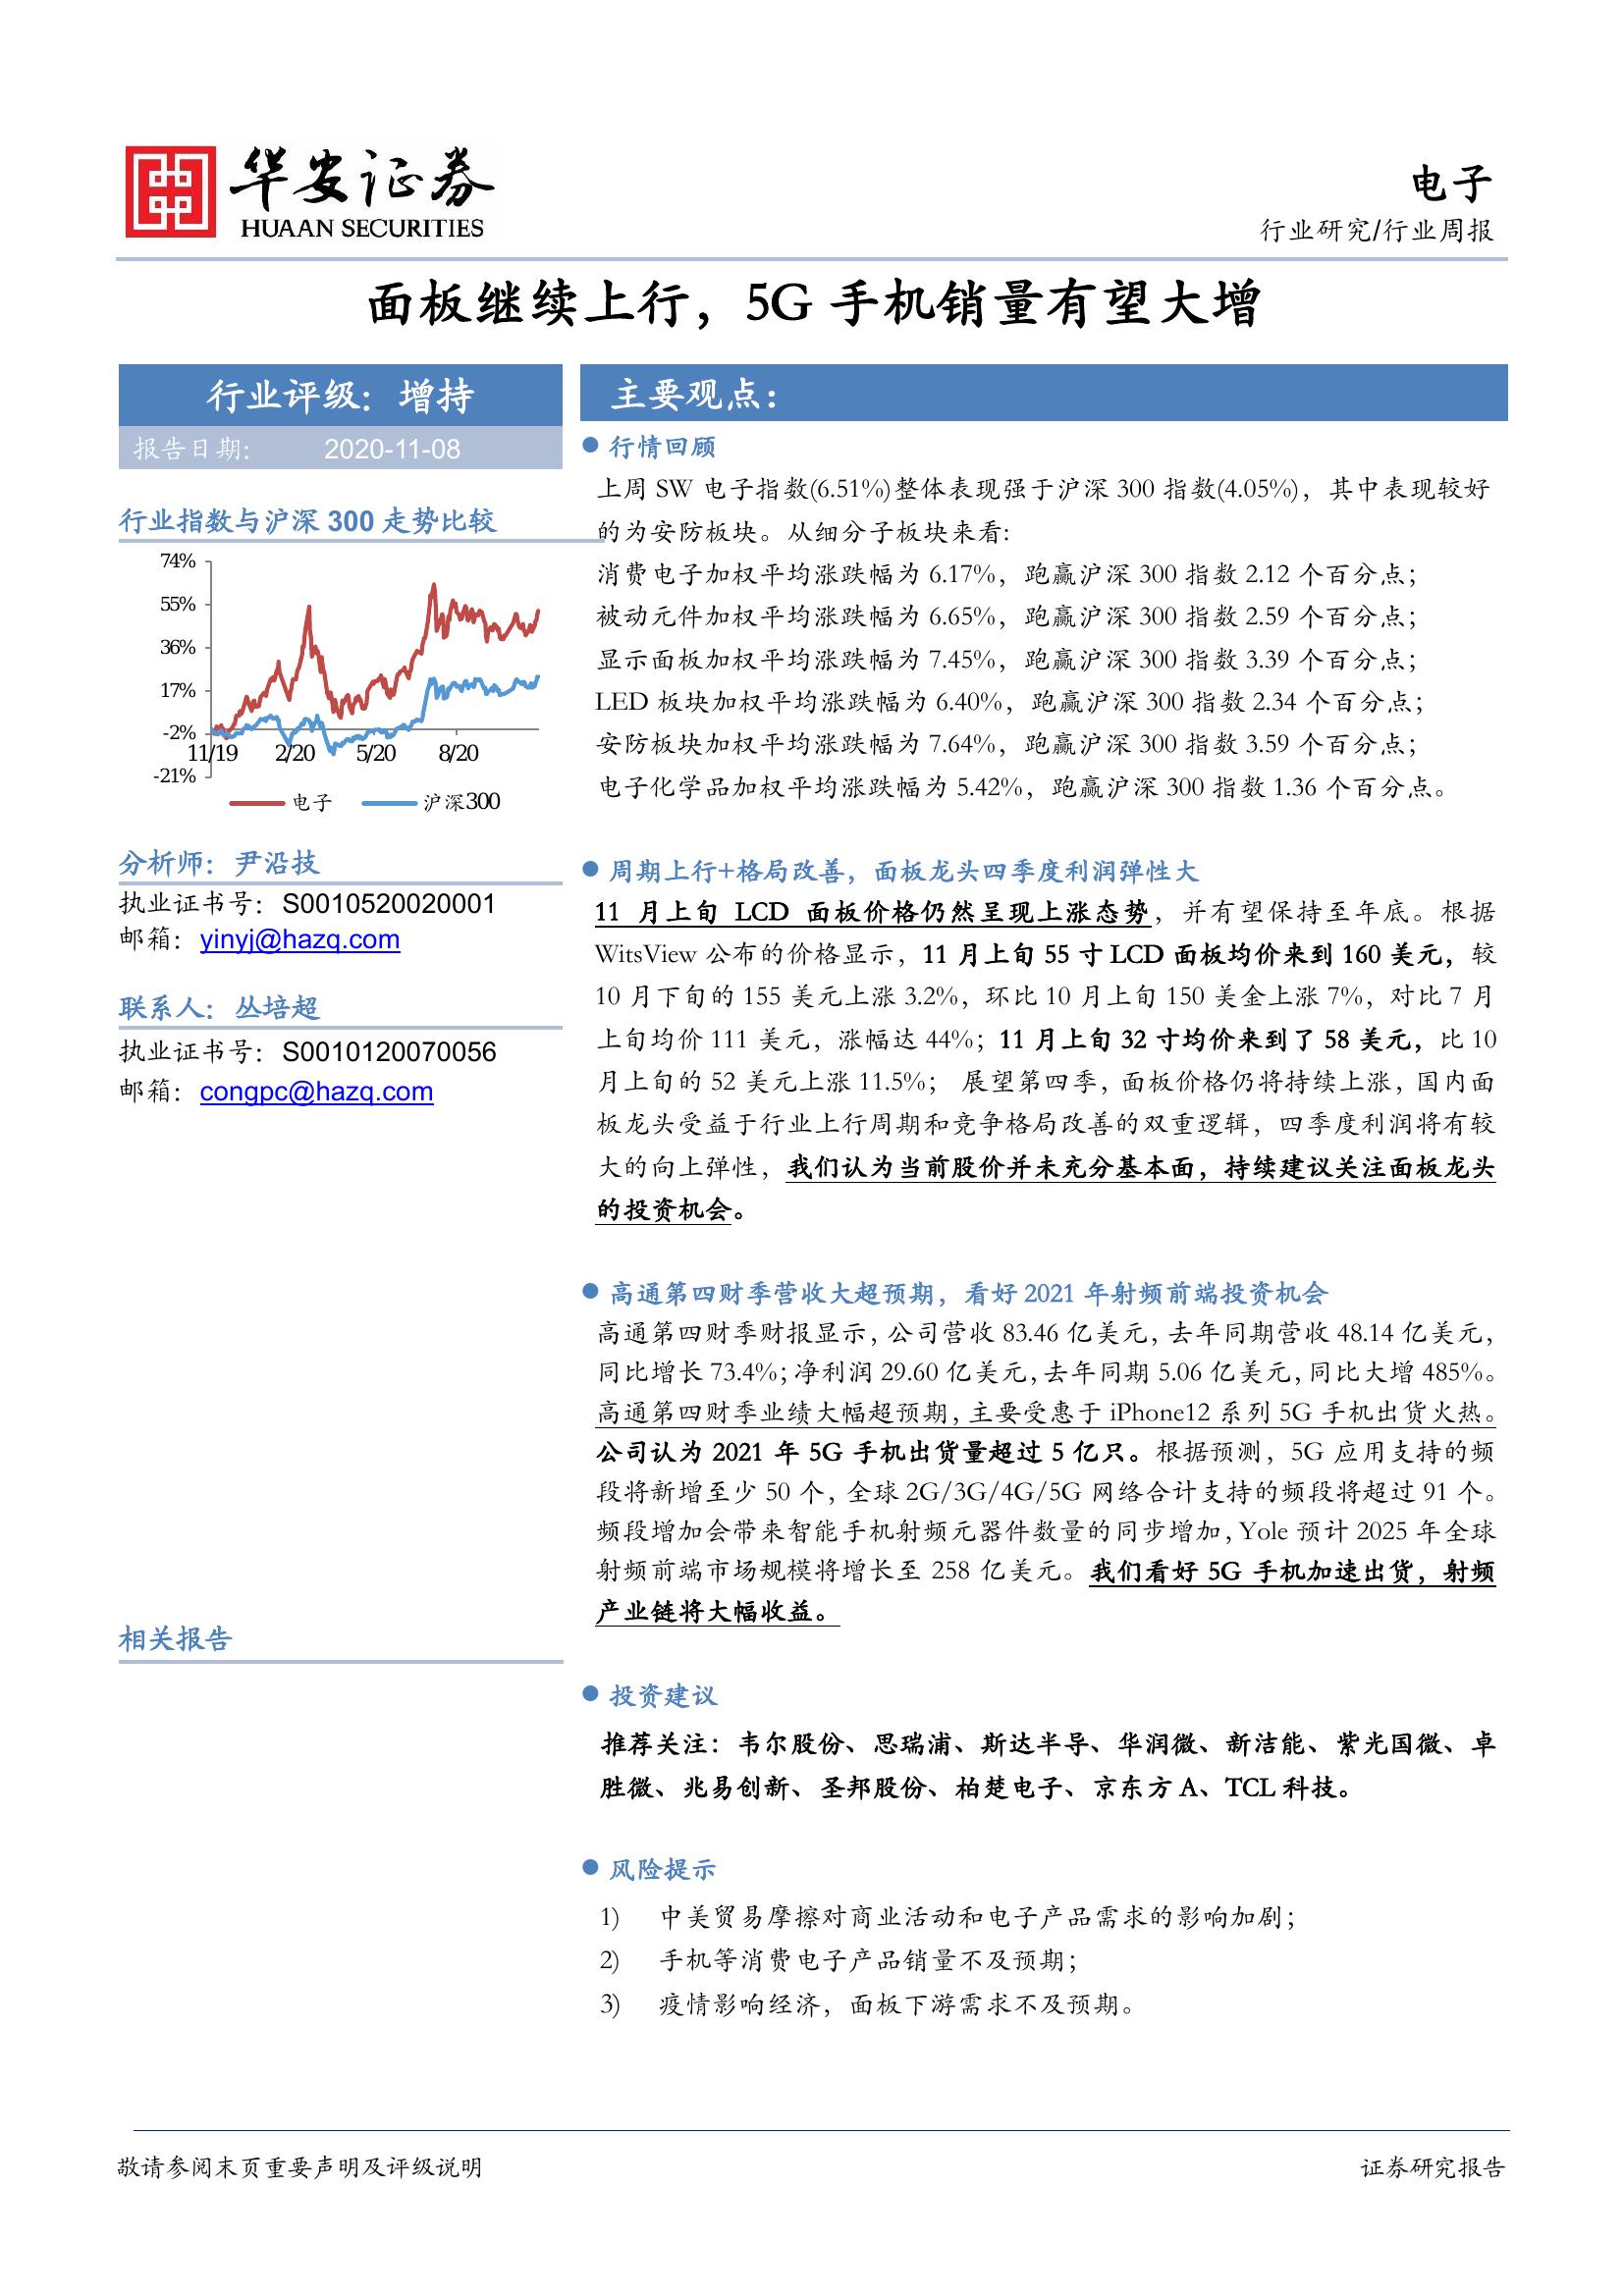 华安证券
HUAAN SECURITIES
电子
行业研究/行业周报
面板继续上行，5G 手机销量有望大增
行业评级：增持
报告日期： 2020-11-08
行业指数与沪深 300 走势比较
74%
55%
36%
17%
-2%
-21%
11/19 2/20 5/20 8/20
电子 沪深300
分析师：尹沿技
执业证书号：S0010520020001
邮箱：yinyj@hazq.com
联系人：丛培超
执业证书号：S0010120070056
邮箱：congpc@hazq.com
相关报告
主要观点：
行情回顾
上周 SW 电子指数(6.51%)整体表现强于沪深 300 指数(4.05%)，其中表现较好
的为安防板块。从细分子板块来看:
消费电子加权平均涨跌幅为 6.17%，跑赢沪深 300 指数 2.12 个百分点；
被动元件加权平均涨跌幅为 6.65%，跑赢沪深 300 指数 2.59 个百分点；
显示面板加权平均涨跌幅为 7.45%，跑赢沪深 300 指数 3.39 个百分点；
LED 板块加权平均涨跌幅为 6.40%，跑赢沪深 300 指数 2.34 个百分点；
安防板块加权平均涨跌幅为 7.64%，跑赢沪深 300 指数 3.59 个百分点；
电子化学品加权平均涨跌幅为 5.42%，跑赢沪深 300 指数 1.36 个百分点。
周期上行+格局改善，面板龙头四季度利润弹性大
11 月上旬 LCD 面板价格仍然呈现上涨态势，并有望保持至年底。根据
WitsView 公布的价格显示，11 月上旬 55 寸 LCD 面板均价来到 160 美元，较
10 月下旬的 155 美元上涨 3.2%，环比 10 月上旬 150 美金上涨 7%，对比 7 月
上旬均价 111 美元，涨幅达 44%；11 月上旬 32 寸均价来到了 58 美元，比 10
月上旬的 52 美元上涨 11.5%； 展望第四季，面板价格仍将持续上涨，国内面
板龙头受益于行业上行周期和竞争格局改善的双重逻辑，四季度利润将有较
大的向上弹性，我们认为当前股价并未充分基本面，持续建议关注面板龙头
的投资机会。
高通第四财季营收大超预期，看好 2021 年射频前端投资机会
高通第四财季财报显示，公司营收 83.46 亿美元，去年同期营收 48.14 亿美元，
同比增长 73.4%；净利润 29.60 亿美元，去年同期 5.06 亿美元，同比大增 485%。
高通第四财季业绩大幅超预期，主要受惠于 iPhone12 系列 5G 手机出货火热。
公司认为 2021 年 5G 手机出货量超过 5 亿只。根据预测，5G 应用支持的频
段将新增至少 50 个，全球 2G/3G/4G/5G 网络合计支持的频段将超过 91 个。
频段增加会带来智能手机射频元器件数量的同步增加，Yole 预计 2025 年全球
射频前端市场规模将增长至 258 亿美元。我们看好 5G 手机加速出货，射频
产业链将大幅收益。
投资建议
推荐关注：韦尔股份、思瑞浦、斯达半导、华润微、新洁能、紫光国微、卓
胜微、兆易创新、圣邦股份、柏楚电子、京东方 A、TCL 科技。
风险提示
1) 中美贸易摩擦对商业活动和电子产品需求的影响加剧；
2) 手机等消费电子产品销量不及预期；
3) 疫情影响经济，面板下游需求不及预期。
敬请参阅末页重要声明及评级说明
证券研究报告